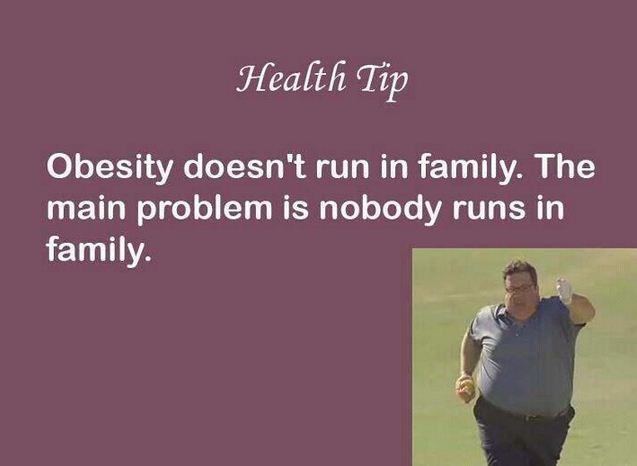 Health Tip
Obesity doesn't run in family. The
main problem is nobody runs in
family.